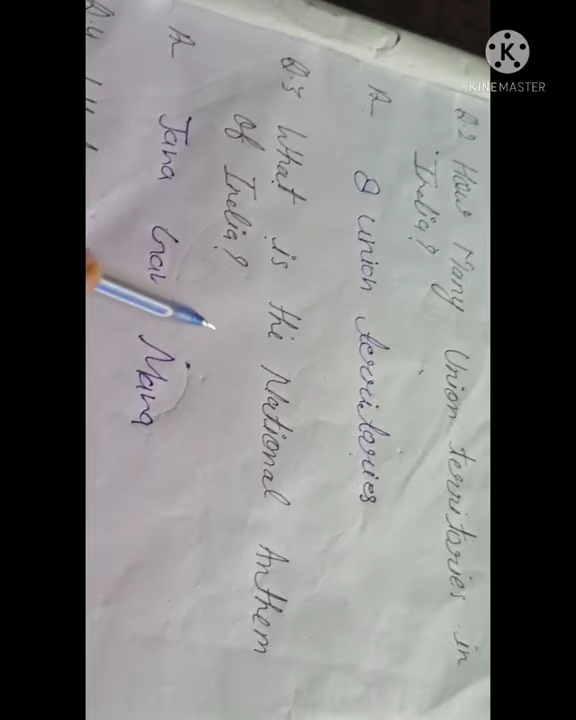 KINEMASTER
Q.2 How Many Union territories in
India?
A 8 union territories
Q.3 What is the National Anthem
of India?
A Jana Mana